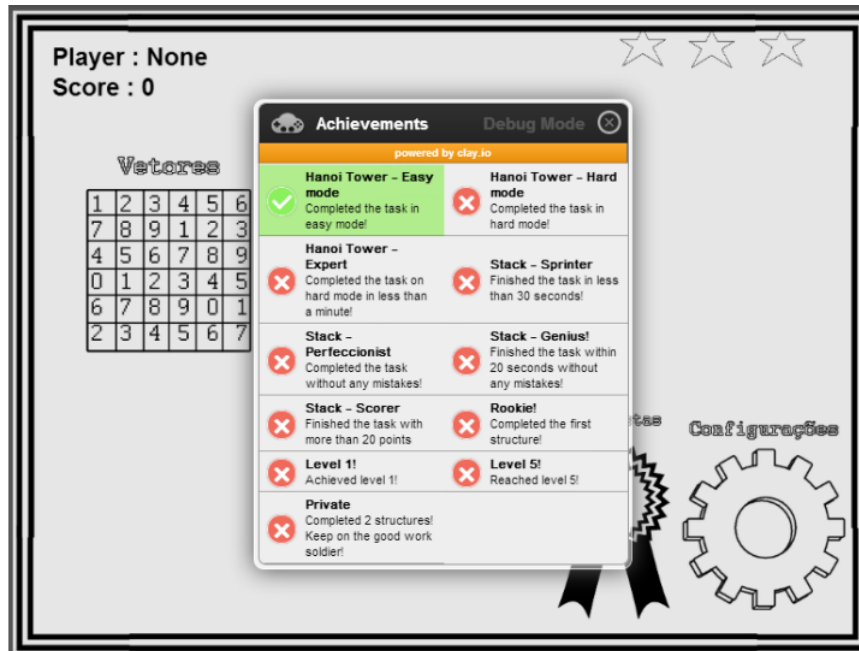 Player : None
Score : 0
Vetores
1 2 3 4 5 6
7 8 9 1 2 3
4 5 6 7 8 9
0 1 2 3 4 5
6 7 8 9 0 1
2 3 4 5 6 7
Achievements
Debug Mode
powered by clay.io
Hanoi Tower – Easy
mode
Completed the task in
easy mode!
Hanoi Tower – Hard
mode
Completed the task in
hard mode!
Hanoi Tower –
Expert
Completed the task on
hard mode in less than
a minute!
Stack – Sprinter
Finished the task in less
than 30 seconds!
Stack –
Perfeccionist
Completed the task
without any mistakes!
Stack – Genius!
Finished the task within
20 seconds without
any mistakes!
Stack – Scorer
Finished the task with
more than 20 points
Rookie!
Completed the first
structure!
Level 1!
Achieved level 1!
Level 5!
Reached level 5!
Private
Completed 2 structures!
Keep on the good work
soldier!
Configurações